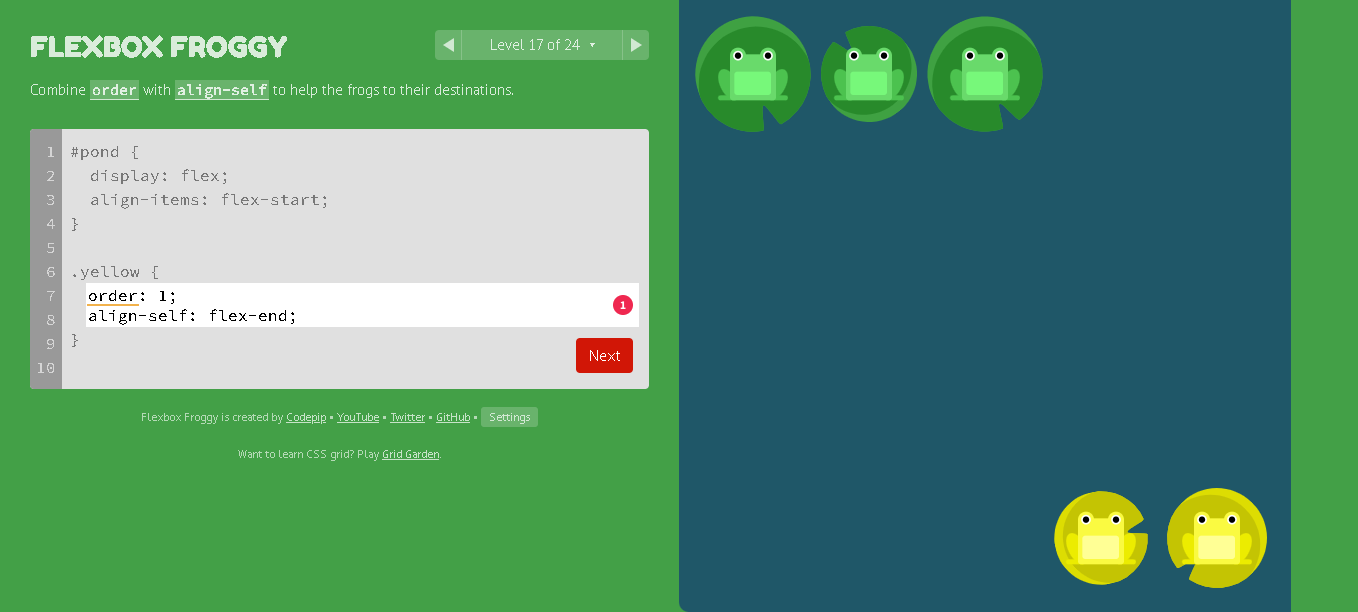 FLEXBOX FROGGY
Level 17 of 24
Combine order with align-self to help the frogs to their destinations.
1 #pond {
2 display: flex;
3 align-items: flex-start;
4 }
5
6 .yellow {
7 order: 1;
8 align-self: flex-end;
1
9 }
10
Next
Flexbox Froggy is created by Codepip • YouTube • Twitter • GitHub • Settings
Want to learn CSS grid? Play Grid Garden.